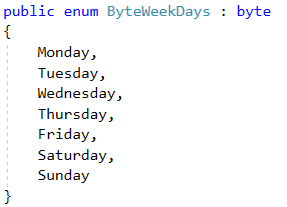 public enum ByteWeekDays : byte
{
    Monday,
    Tuesday,
    Wednesday,
    Thursday,
    Friday,
    Saturday,
    Sunday
}